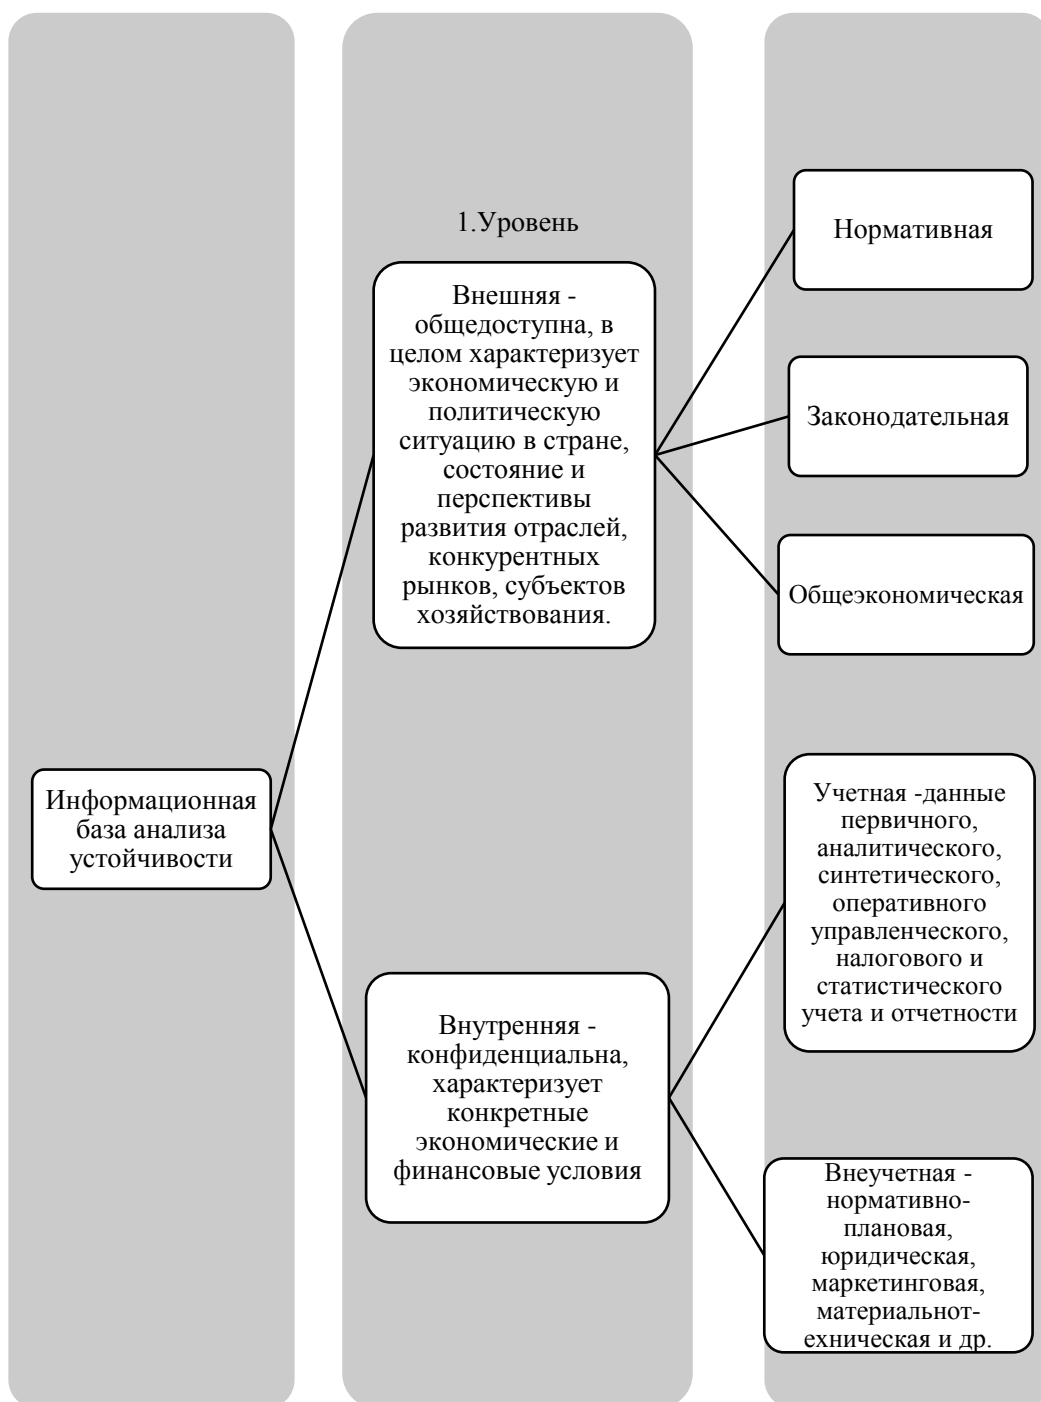 1.Уровень
Внешняя -
общедоступна, в
целом характеризует
экономическую и
политическую
ситуацию в стране,
состояние и
перспективы
развития отраслей,
конкурентных
рынков, субъектов
хозяйствования.
Нормативная
Законодательная
Общеэкономическая
Информационная
база анализа
устойчивости
Внутренняя -
конфиденциальна,
характеризует
конкретные
экономические и
финансовые условия
Учетная -данные
первичного,
аналитического,
синтетического,
оперативного
управленческого,
налогового и
статистического
учета и отчетности
Внеучетная -
нормативно-
плановая,
юридическая,
маркетинговая,
материальнот-
ехническая и др.